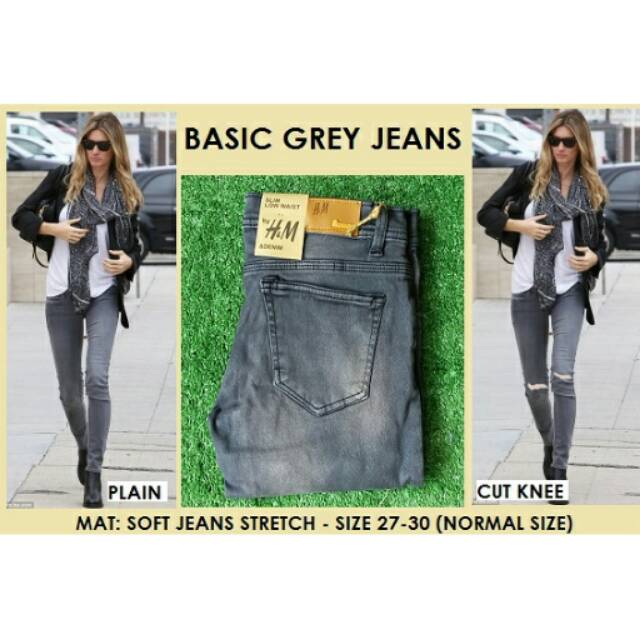 BASIC GREY JEANS
SLIM
LOW WAIST
by
H&M
&DENIM
H&M
PLAIN
CUT KNEE
MAT: SOFT JEANS STRETCH - SIZE 27-30 (NORMAL SIZE)